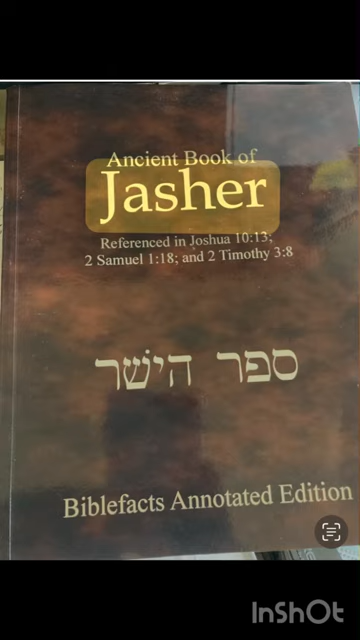 Ancient Book of
Jasher
Referenced in Joshua 10:13;
2 Samuel 1:18; and 2 Timothy 3:8
ספר הישׁר
Biblefacts Annotated Edition
InShOt